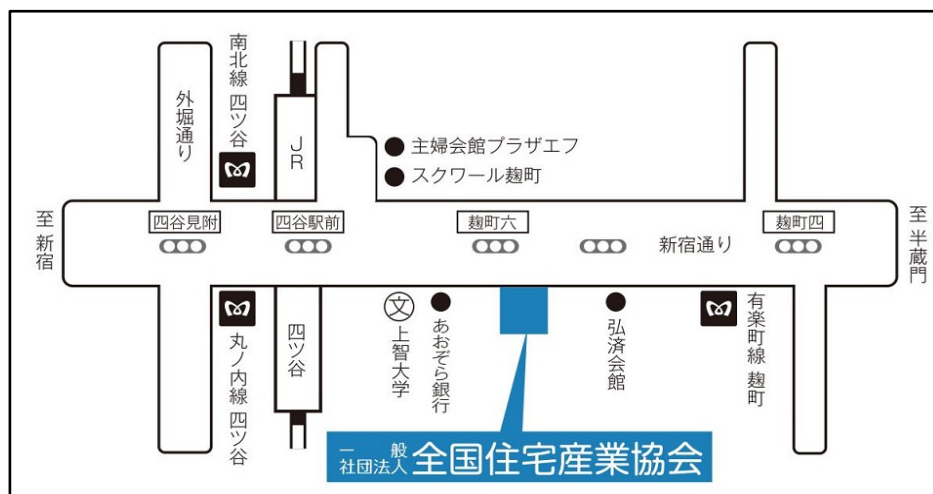 南北線 四ツ谷
外堀通り
JR
主婦会館プラザエフ
スクワール麹町
至 新宿
四谷見附
四谷駅前
麹町六
新宿通り
麹町四
至 半蔵門
丸ノ内線 四ツ谷
四ツ谷
文
上智大学
あおぞら銀行
弘済会館
有楽町線 麹町
一般社団法人 全国住宅産業協会